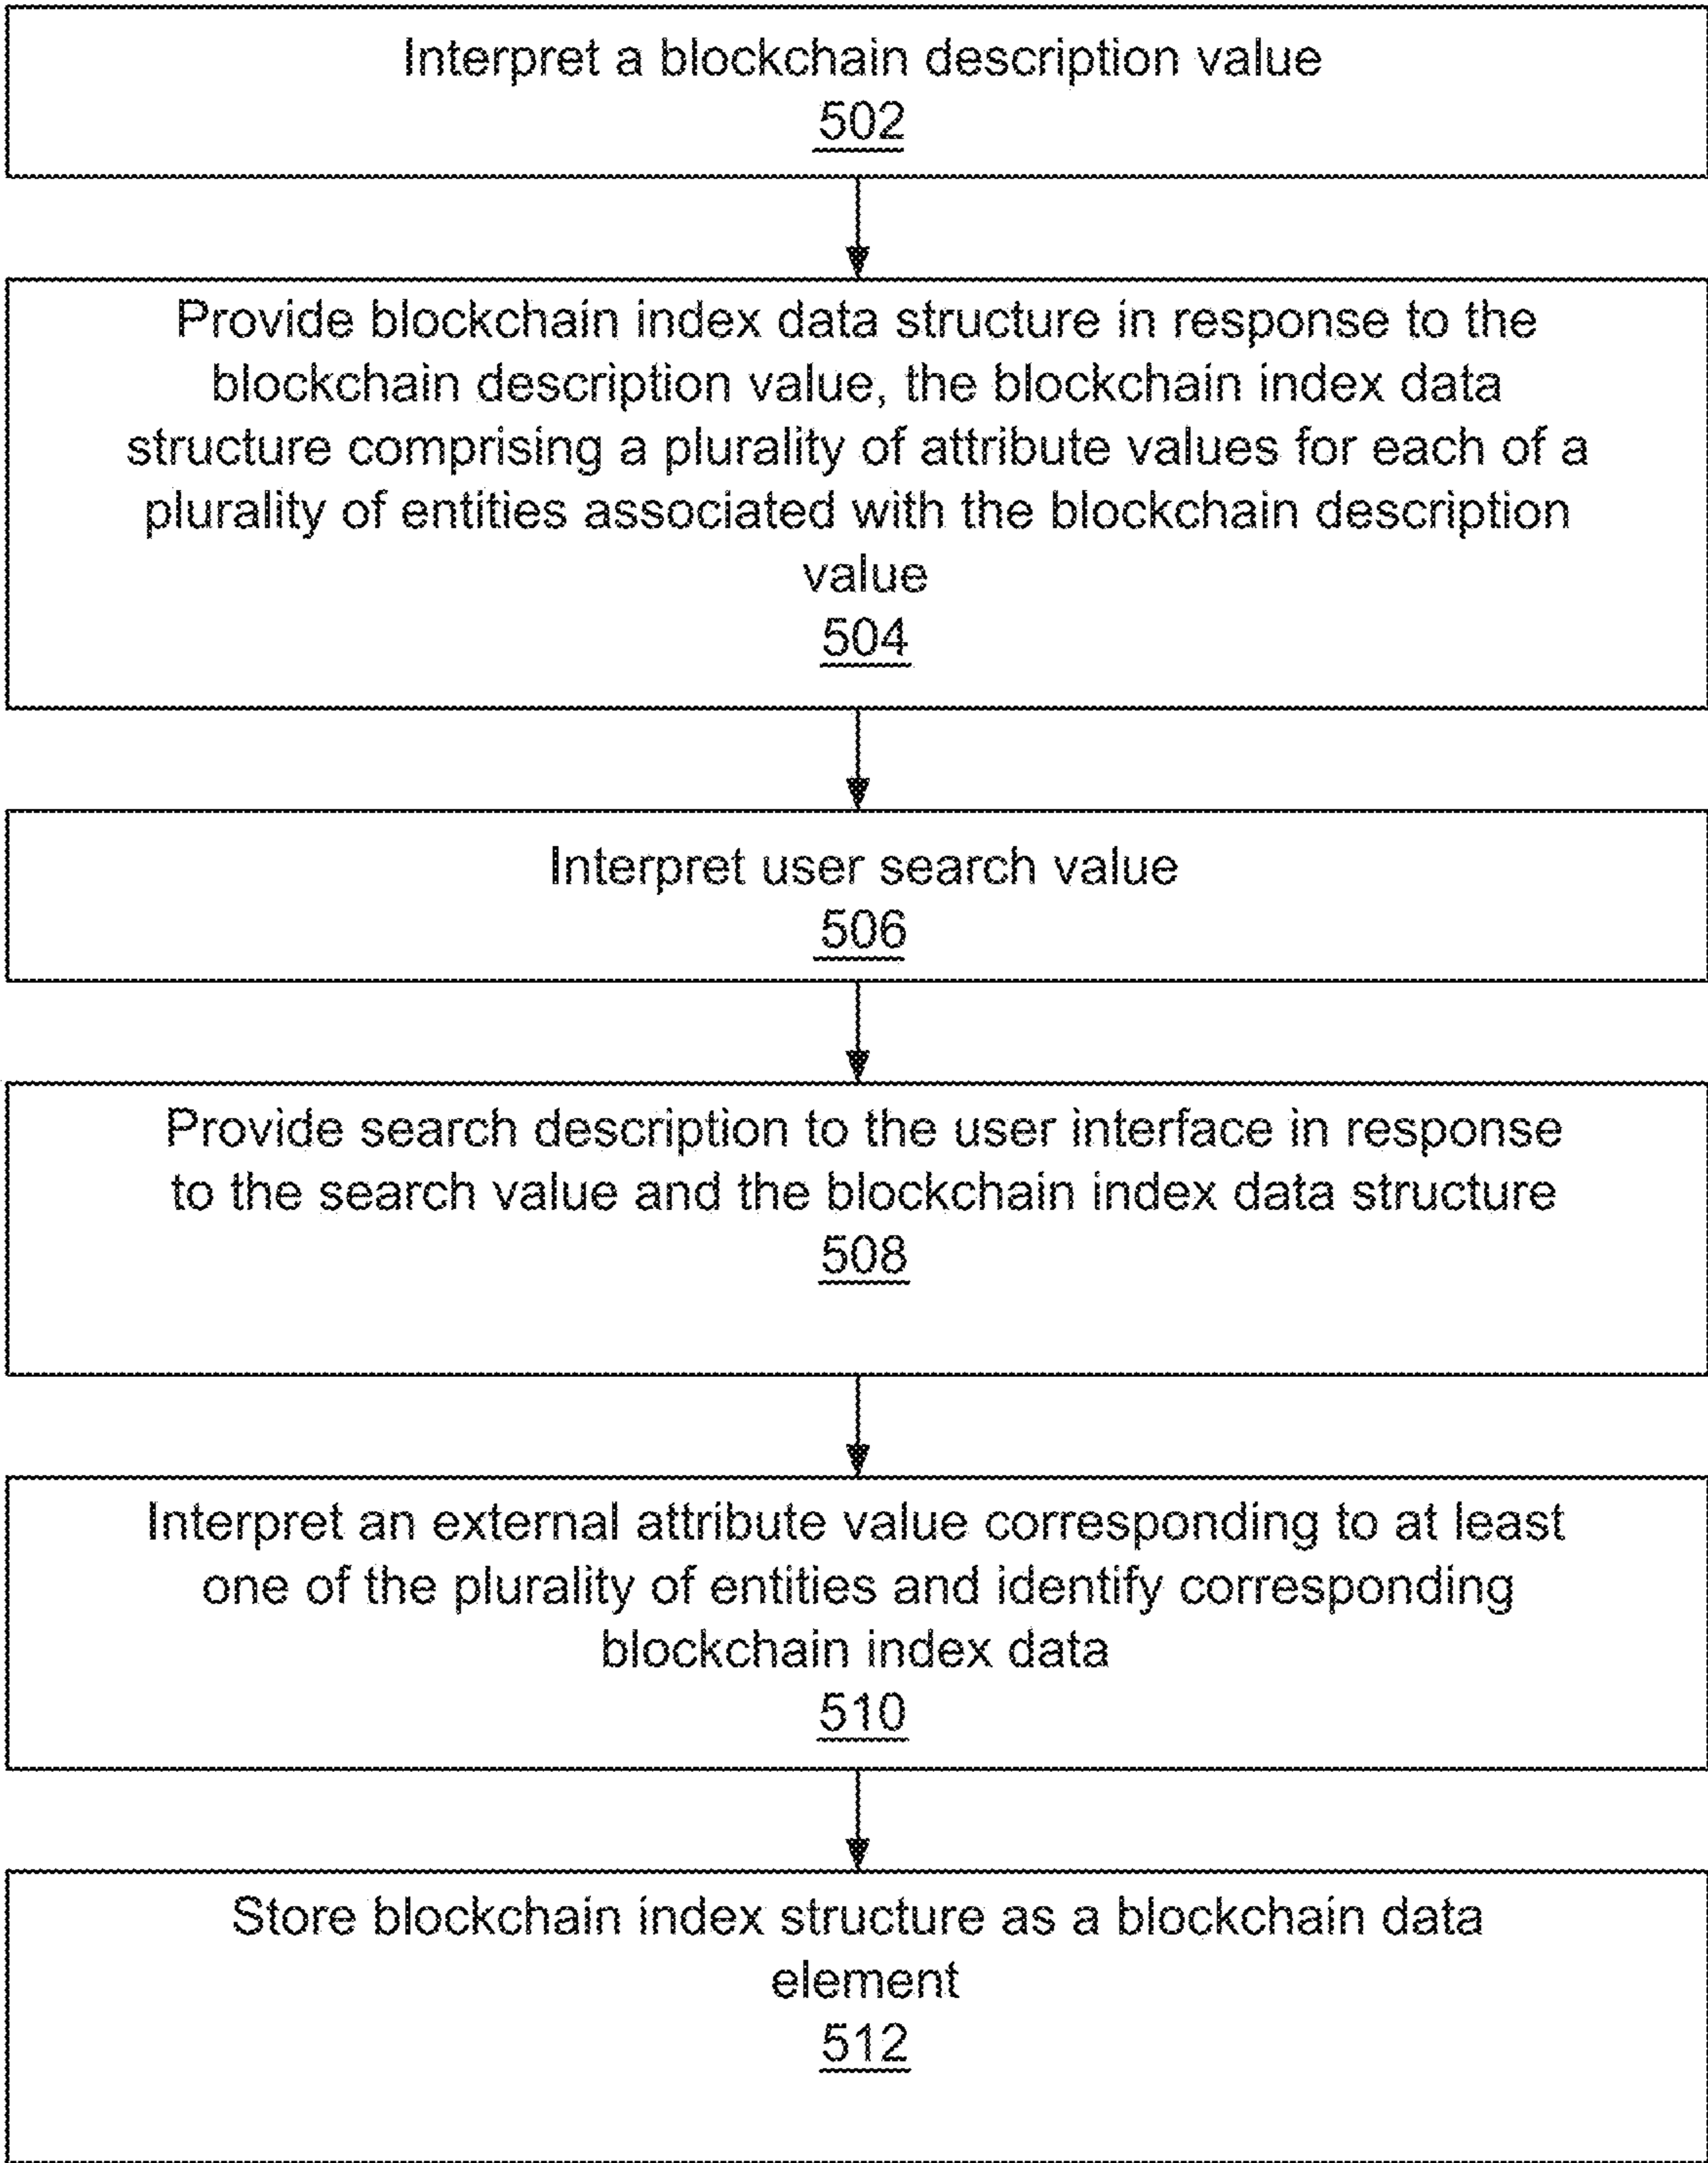 Interpret a blockchain description value
502
Provide blockchain index data structure in response to the
blockchain description value, the blockchain index data
structure comprising a plurality of attribute values for each of a
plurality of entities associated with the blockchain description
value
504
Interpret user search value
506
Provide search description to the user interface in response
to the search value and the blockchain index data structure
508
Interpret an external attribute value corresponding to at least
one of the plurality of entities and identify corresponding
blockchain index data
510
Store blockchain index structure as a blockchain data
element
512